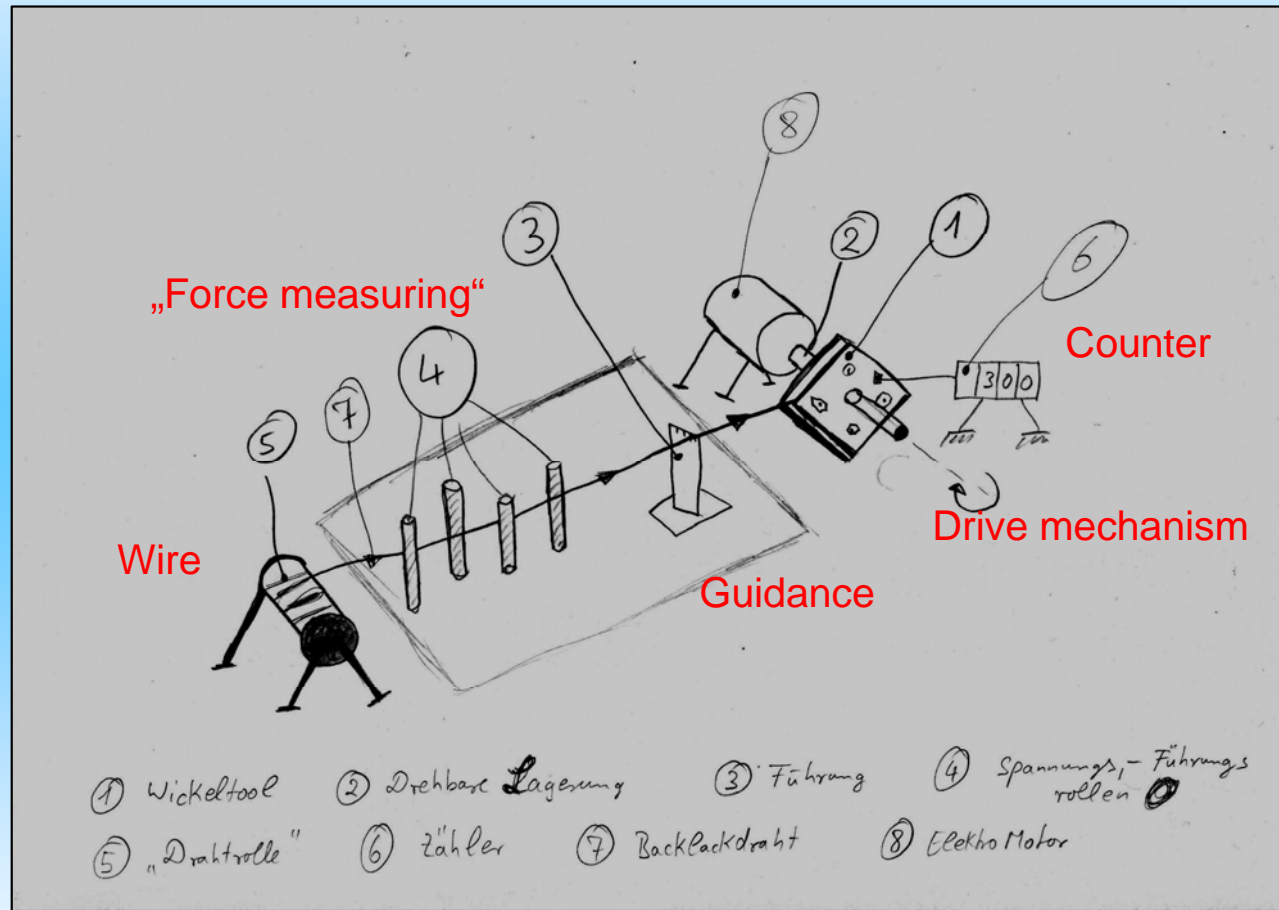 8
3
2
1
6
„Force measuring“
Counter
4
300
7
5
Drive mechanism
Wire
Guidance
① Wickeltool ② Drehbare Lagerung ③ Führung ④ Spannungs,- Führungs
rollen
⑤ „Drahtrolle“ ⑥ Zähler ⑦ Backlackdraht ⑧ Elektro Motor